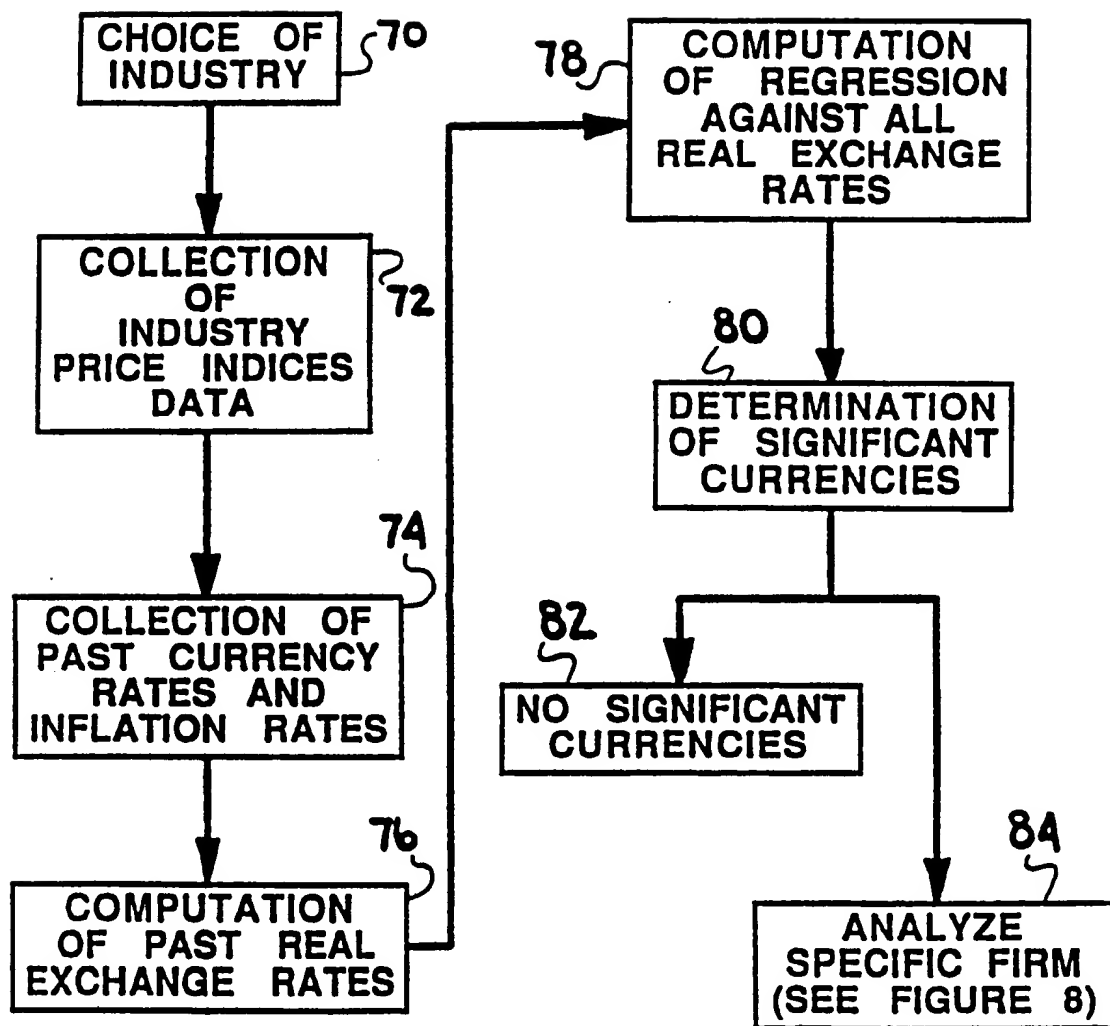 CHOICE OF
INDUSTRY
70
COLLECTION
OF
INDUSTRY
PRICE INDICES
DATA
72
74
COLLECTION OF
PAST CURRENCY
RATES AND
INFLATION RATES
76
COMPUTATION
OF PAST REAL
EXCHANGE RATES
78
COMPUTATION
OF REGRESSION
AGAINST ALL
REAL EXCHANGE
RATES
80
DETERMINATION
OF SIGNIFICANT
CURRENCIES
82
NO SIGNIFICANT
CURRENCIES
84
ANALYZE
SPECIFIC FIRM
(SEE FIGURE 8)